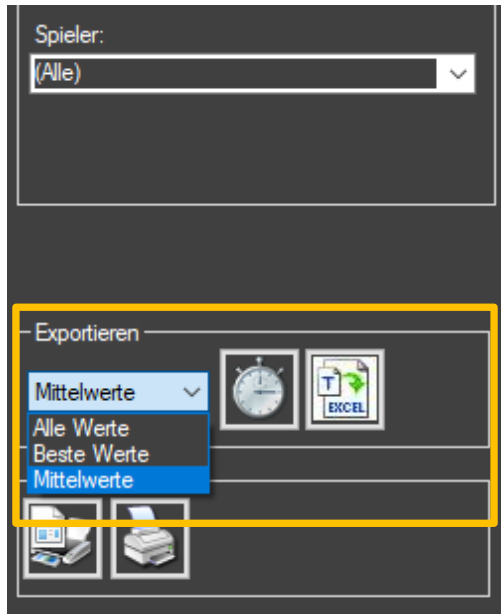 Spieler:
(Alle)
Exportieren
Mittelwerte
T
EXCEL
Alle Werte
Beste Werte
Mittelwerte